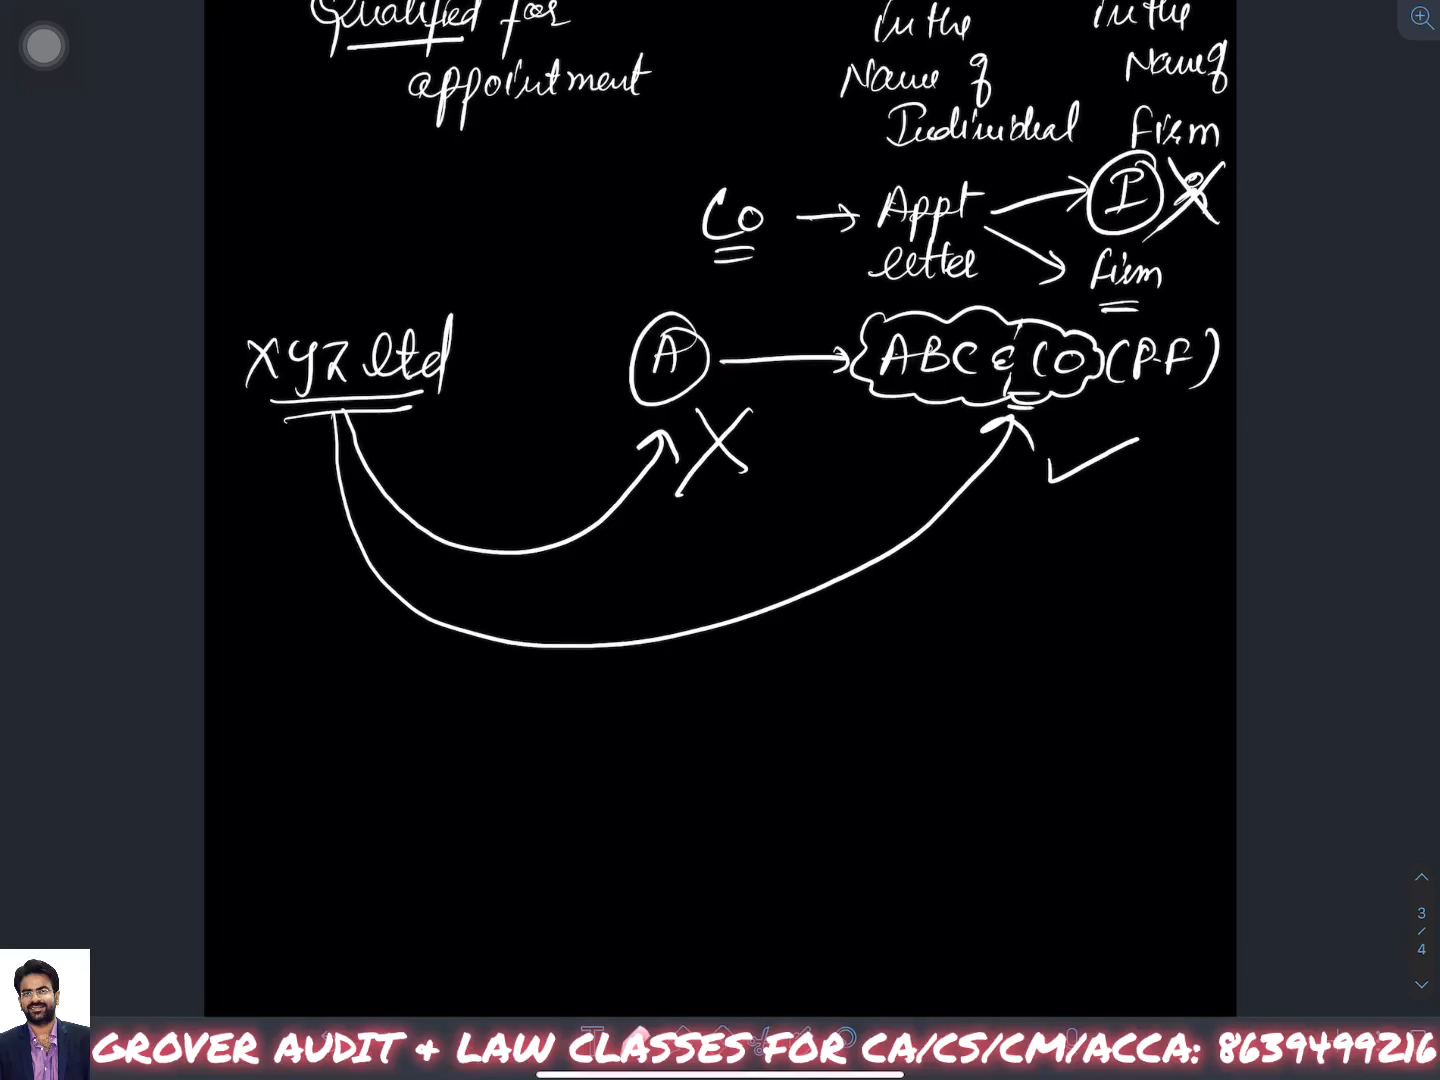 Qualified for
appointment
In the
Name of
Individual
In the
Name of
firm
Co → Appt
letter
I
firm
XYZ ltd
A → ABC & CO (P.F)
3
/
4
GROVER AUDIT & LAW CLASSES FOR CA/CS/CM/ACCA: 8639499216